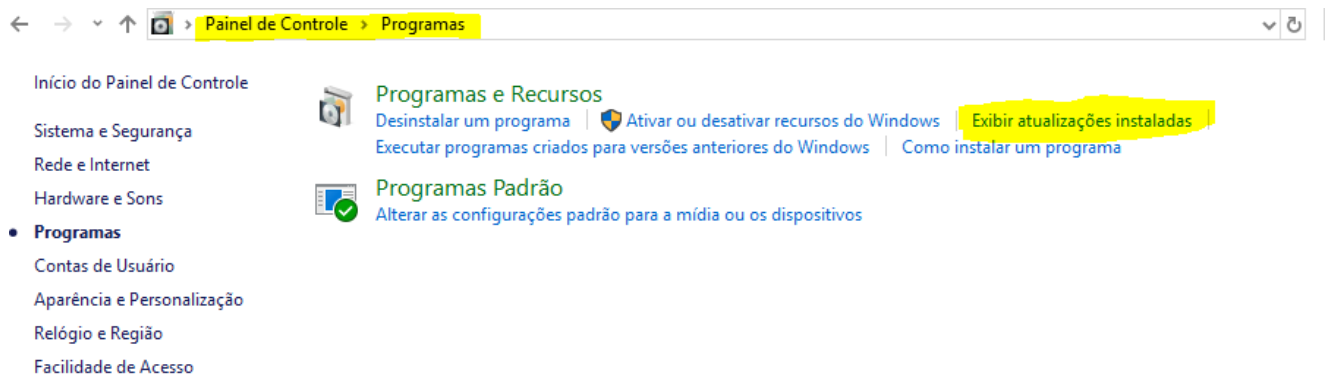 Painel de Controle > Programas
Início do Painel de Controle
Sistema e Segurança
Rede e Internet
Hardware e Sons
Programas
Contas de Usuário
Aparência e Personalização
Relógio e Região
Facilidade de Acesso
Programas e Recursos
Desinstalar um programa | Ativar ou desativar recursos do Windows | Exibir atualizações instaladas |
Executar programas criados para versões anteriores do Windows | Como instalar um programa
Programas Padrão
Alterar as configurações padrão para a mídia ou os dispositivos